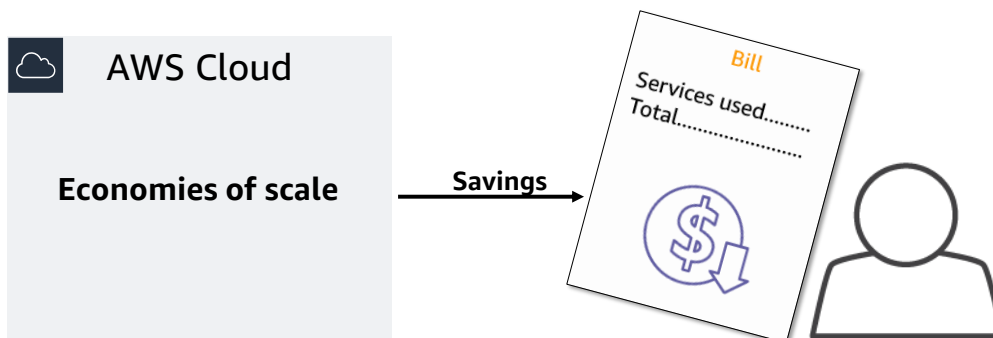 AWS Cloud
Economies of scale
Savings
Bill
Services used.........
Total.......................